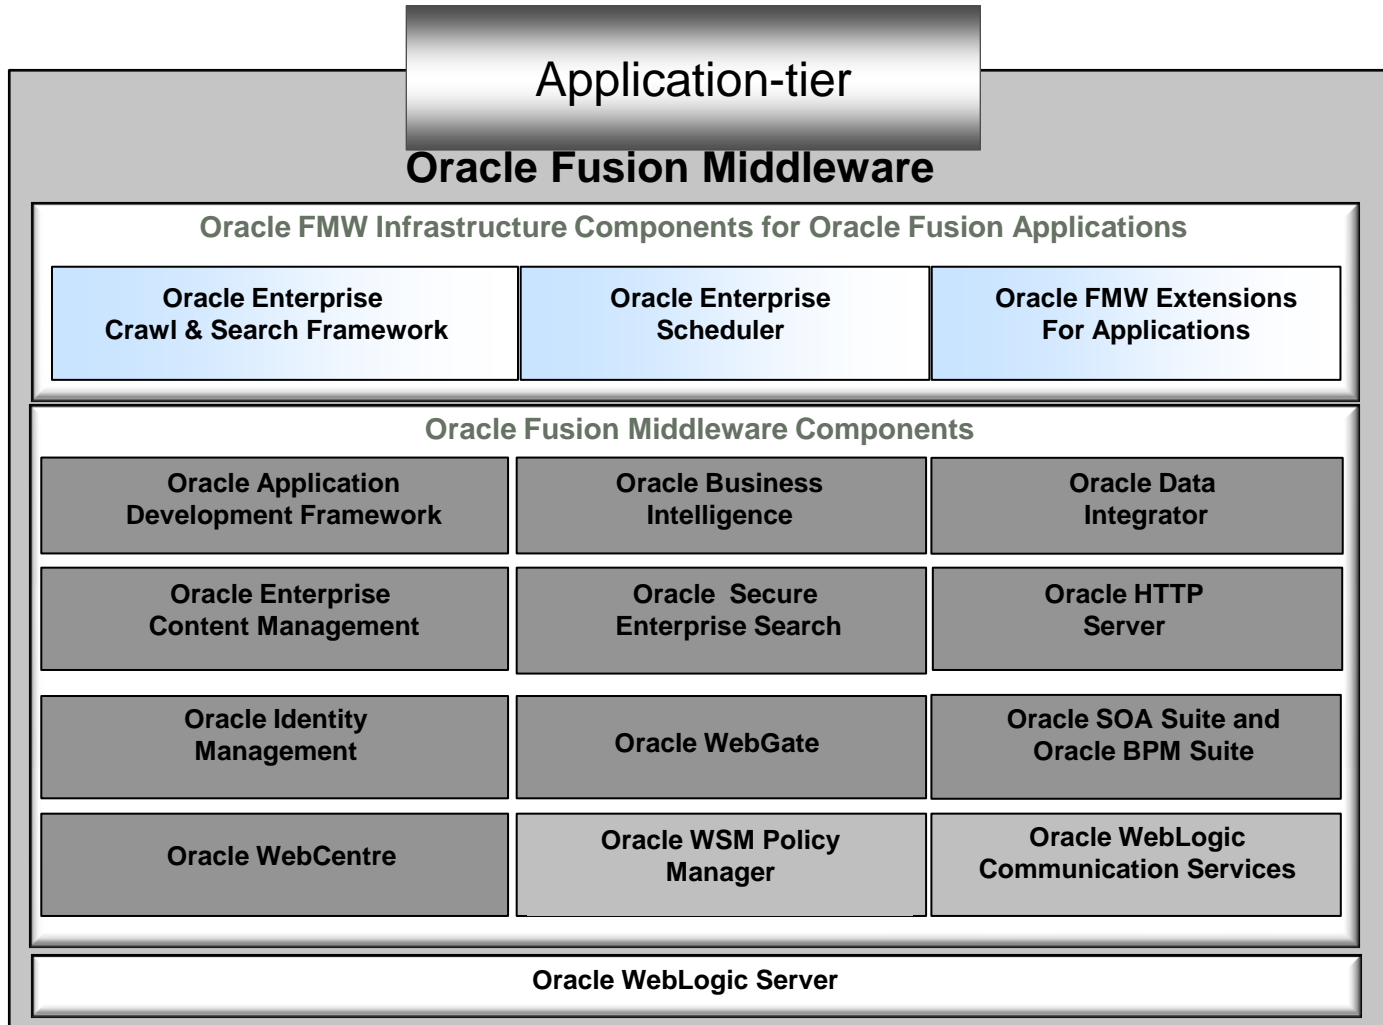 Application-tier
Oracle Fusion Middleware
Oracle FMW Infrastructure Components for Oracle Fusion Applications
Oracle Enterprise
Crawl & Search Framework
Oracle Enterprise
Scheduler
Oracle FMW Extensions
For Applications
Oracle Fusion Middleware Components
Oracle Application
Development Framework
Oracle Business
Intelligence
Oracle Data
Integrator
Oracle Enterprise
Content Management
Oracle Secure
Enterprise Search
Oracle HTTP
Server
Oracle Identity
Management
Oracle WebGate
Oracle SOA Suite and
Oracle BPM Suite
Oracle WebCentre
Oracle WSM Policy
Manager
Oracle WebLogic
Communication Services
Oracle WebLogic Server